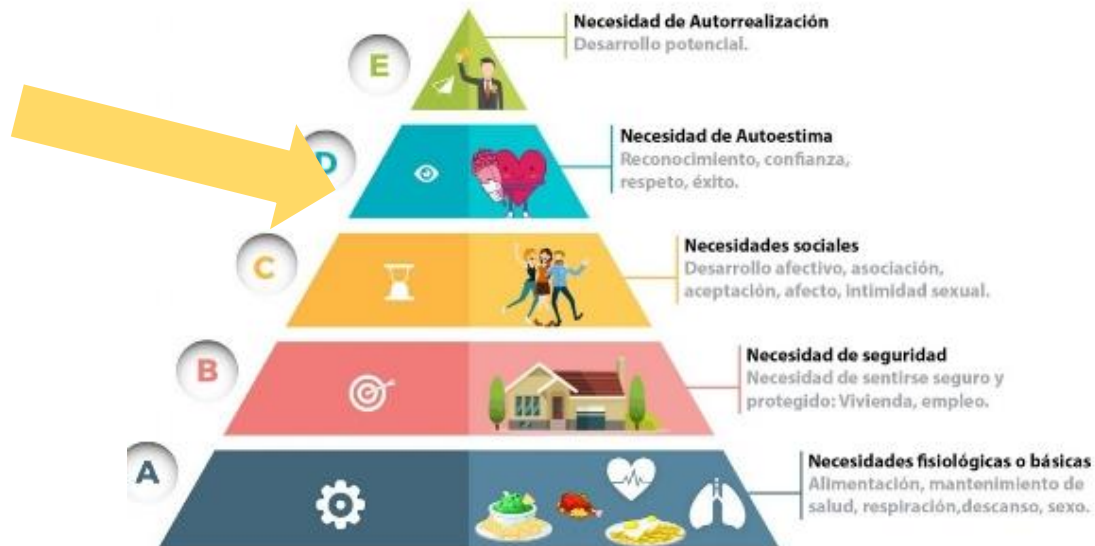 Necesidad de Autorrealización
Desarrollo potencial.
E
Necesidad de Autoestima
Reconocimiento, confianza,
respeto, éxito.
D
Necesidades sociales
Desarrollo afectivo, asociación,
aceptación, afecto, intimidad sexual.
C
Necesidad de seguridad
Necesidad de sentirse seguro y
protegido: Vivienda, empleo.
B
Necesidades fisiológicas o básicas
Alimentación, mantenimiento de
salud, respiración,descanso, sexo.
A